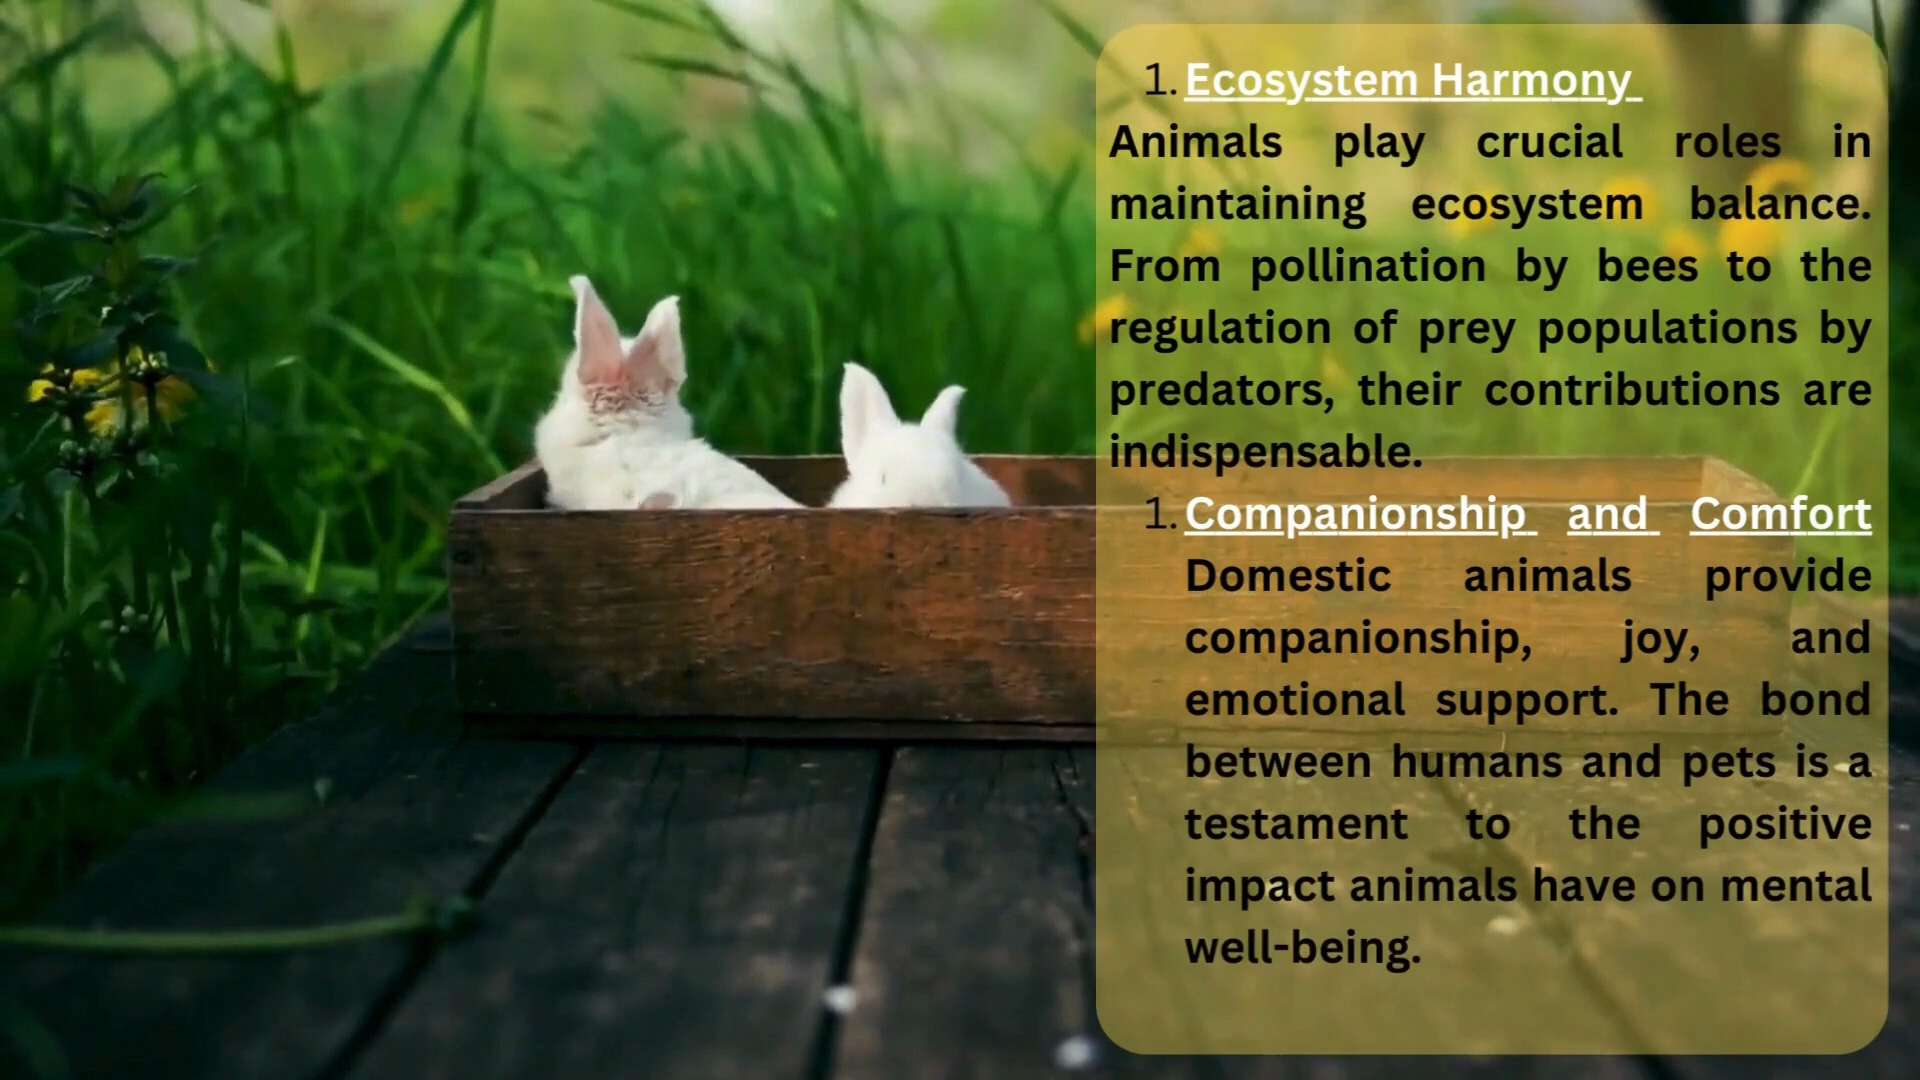 1. Ecosystem Harmony
Animals play crucial roles in
maintaining ecosystem balance.
From pollination by bees to the
regulation of prey populations by
predators, their contributions are
indispensable.
1. Companionship and Comfort
Domestic animals provide
companionship, joy, and
emotional support. The bond
between humans and pets is a
testament to the positive
impact animals have on mental
well-being.